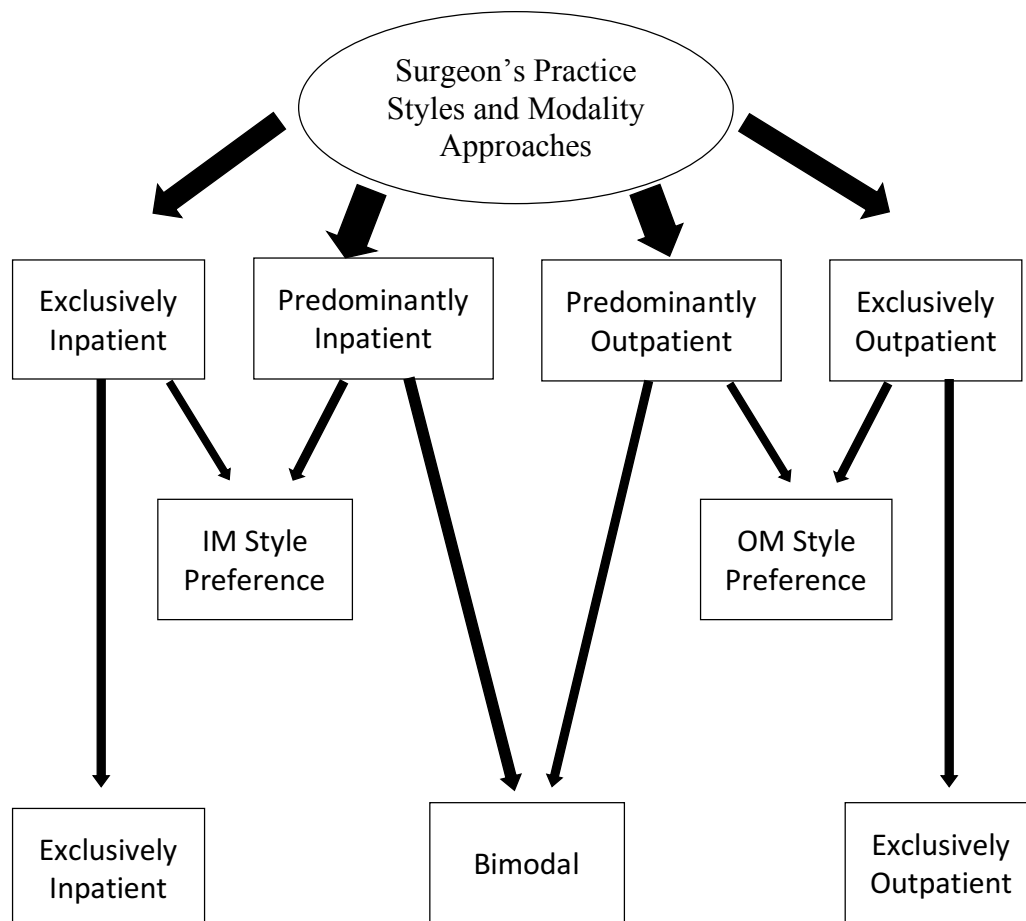 Surgeon’s Practice
Styles and Modality
Approaches
Exclusively
Inpatient
Predominantly
Inpatient
Predominantly
Outpatient
Exclusively
Outpatient
IM Style
Preference
OM Style
Preference
Exclusively
Inpatient
Bimodal
Exclusively
Outpatient